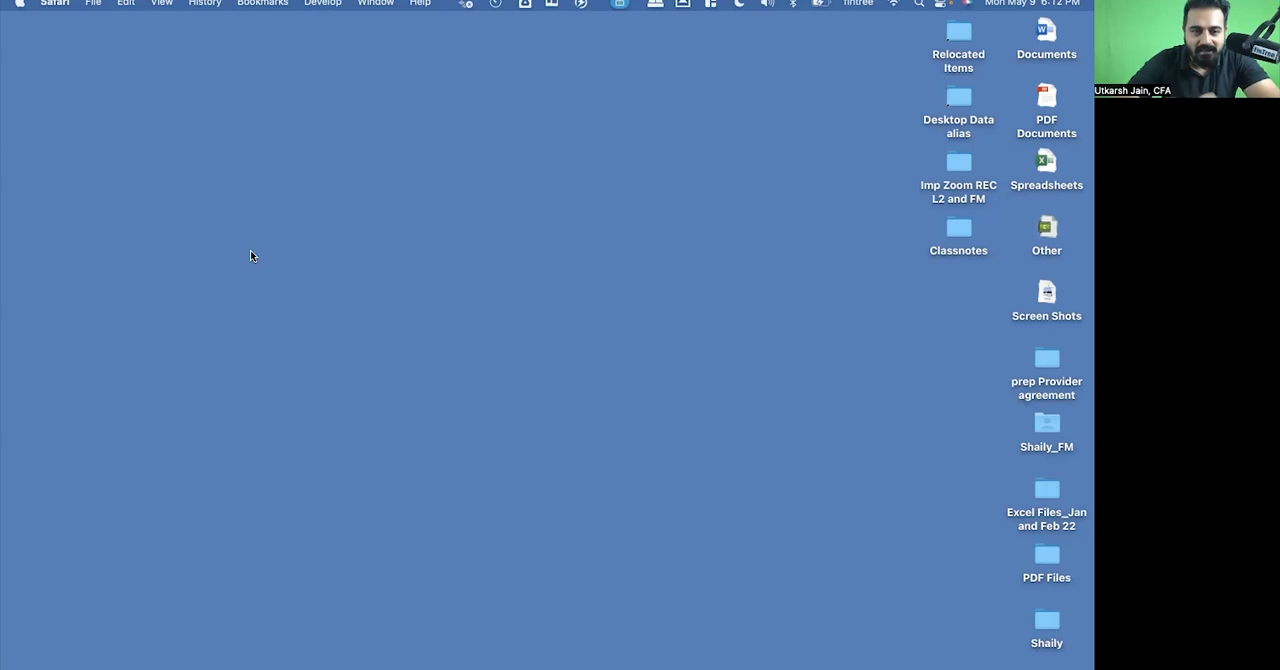 Safari File Edit View History Bookmarks Develop Window Help fintree Mon May 9 6:12 PM
Relocated
Items
Documents
Desktop Data
alias
PDF
Documents
Imp Zoom REC
L2 and FM
Spreadsheets
Classnotes
Other
Screen Shots
prep Provider
agreement
Shaily_FM
Excel Files_Jan
and Feb 22
PDF Files
Shaily
FinTree
Utkarsh Jain, CFA